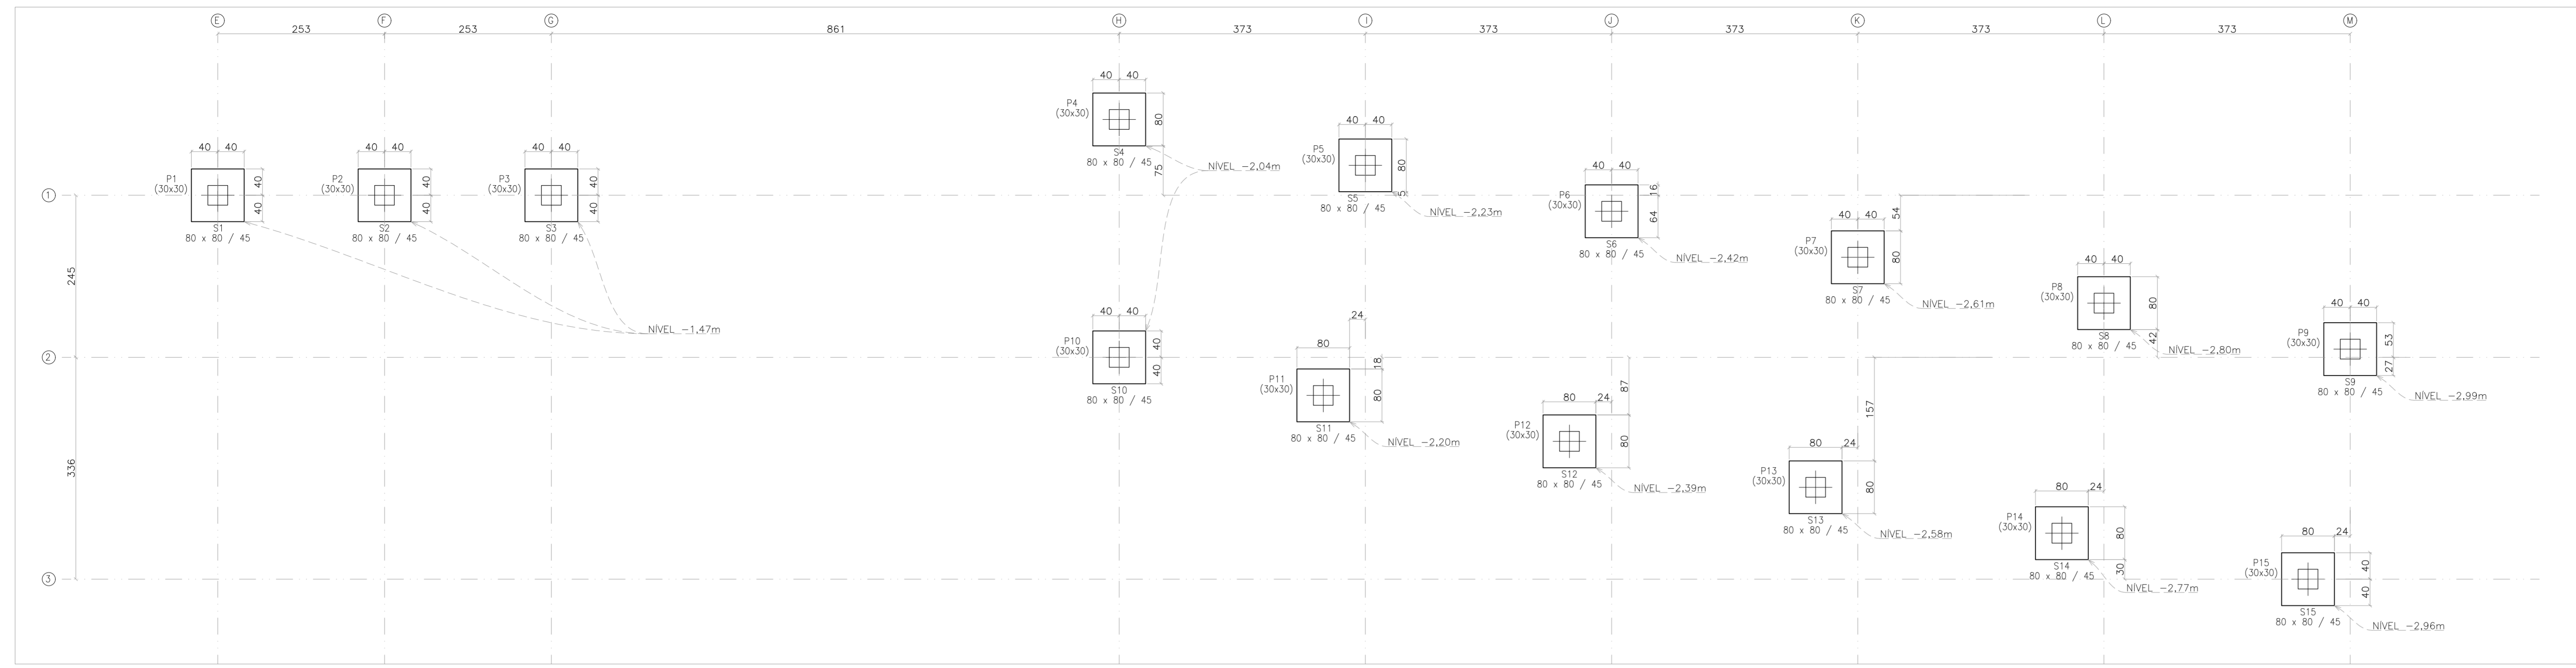 E F G H I J K L M
253 253 861 373 373 373 373 373
40 40
P4
(30x30)
80
S4
80 x 80 / 45
75
NÍVEL -2,04m
40 40
P5
(30x30)
80
5
S5
80 x 80 / 45
NÍVEL -2,23m
40 40
P1
(30x30)
40
40
S1
80 x 80 / 45
40 40
P2
(30x30)
40
40
S2
80 x 80 / 45
40 40
P3
(30x30)
40
40
S3
80 x 80 / 45
1
40 40
P6
(30x30)
16
64
S6
80 x 80 / 45
NÍVEL -2,42m
54
40 40
P7
(30x30)
80
S7
80 x 80 / 45
NÍVEL -2,61m
40 40
P8
(30x30)
80
42
S8
80 x 80 / 45
NÍVEL -2,80m
40 40
P9
(30x30)
53
27
S9
80 x 80 / 45
NÍVEL -2,99m
245
NÍVEL -1,47m
2
40 40
P10
(30x30)
40
40
S10
80 x 80 / 45
24
80
18
P11
(30x30)
80
S11
80 x 80 / 45
NÍVEL -2,20m
87
80 24
P12
(30x30)
80
S12
80 x 80 / 45
NÍVEL -2,39m
157
80 24
P13
(30x30)
80
S13
80 x 80 / 45
NÍVEL -2,58m
336
80 24
P14
(30x30)
80
30
S14
80 x 80 / 45
NÍVEL -2,77m
80 24
P15
(30x30)
40
40
S15
80 x 80 / 45
NÍVEL -2,96m
3